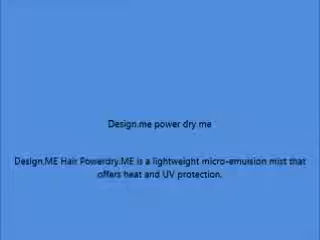 Design.me power dry me
Design.ME Hair Powerdry.ME is a lightweight micro-emulsion mist that
offers heat and UV protection.